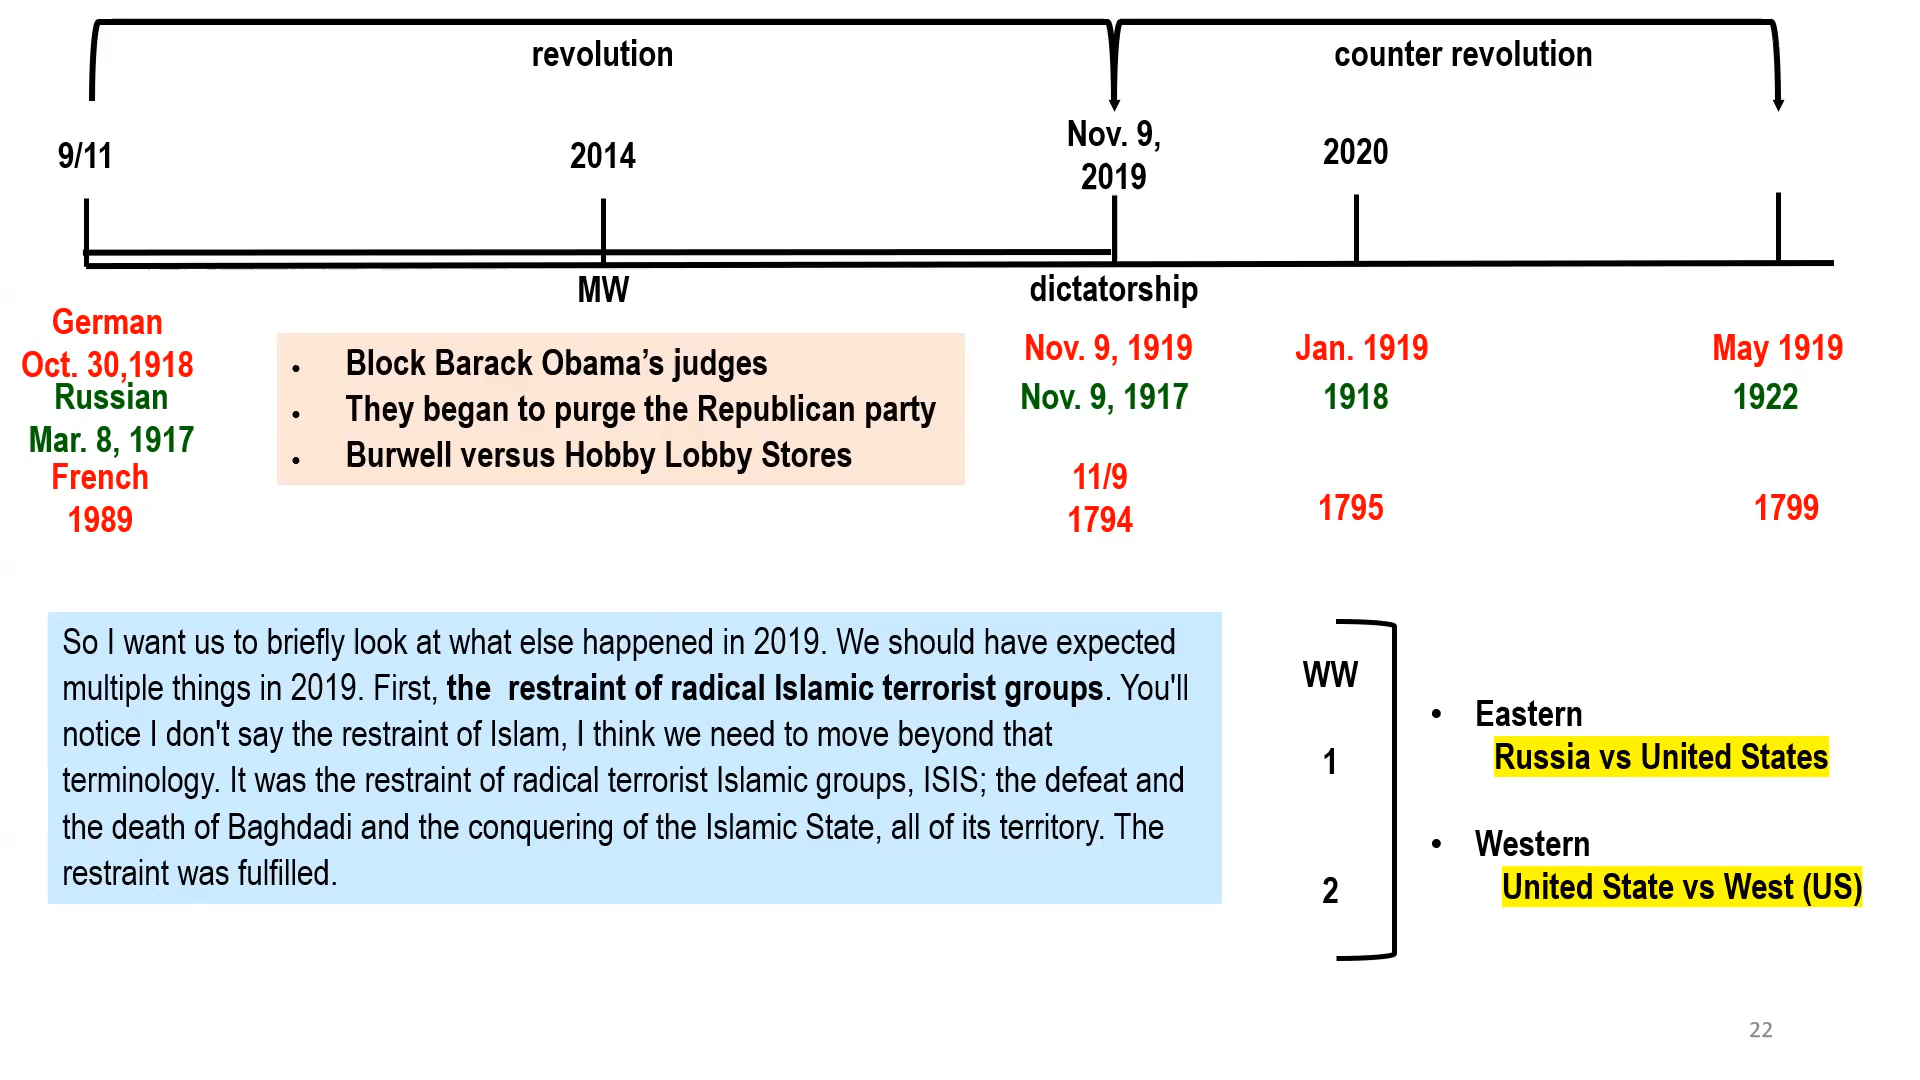 revolution
counter revolution
9/11
2014
Nov. 9,
2019
2020
MW
dictatorship
German
Oct. 30,1918
Russian
Mar. 8, 1917
French
1989
• Block Barack Obama’s judges
• They began to purge the Republican party
• Burwell versus Hobby Lobby Stores
Nov. 9, 1919
Nov. 9, 1917
11/9
1794
Jan. 1919
1918
1795
May 1919
1922
1799
So I want us to briefly look at what else happened in 2019. We should have expected
multiple things in 2019. First, the restraint of radical Islamic terrorist groups. You'll
notice I don't say the restraint of Islam, I think we need to move beyond that
terminology. It was the restraint of radical terrorist Islamic groups, ISIS; the defeat and
the death of Baghdadi and the conquering of the Islamic State, all of its territory. The
restraint was fulfilled.
WW
1
2
• Eastern
Russia vs United States
• Western
United State vs West (US)
22